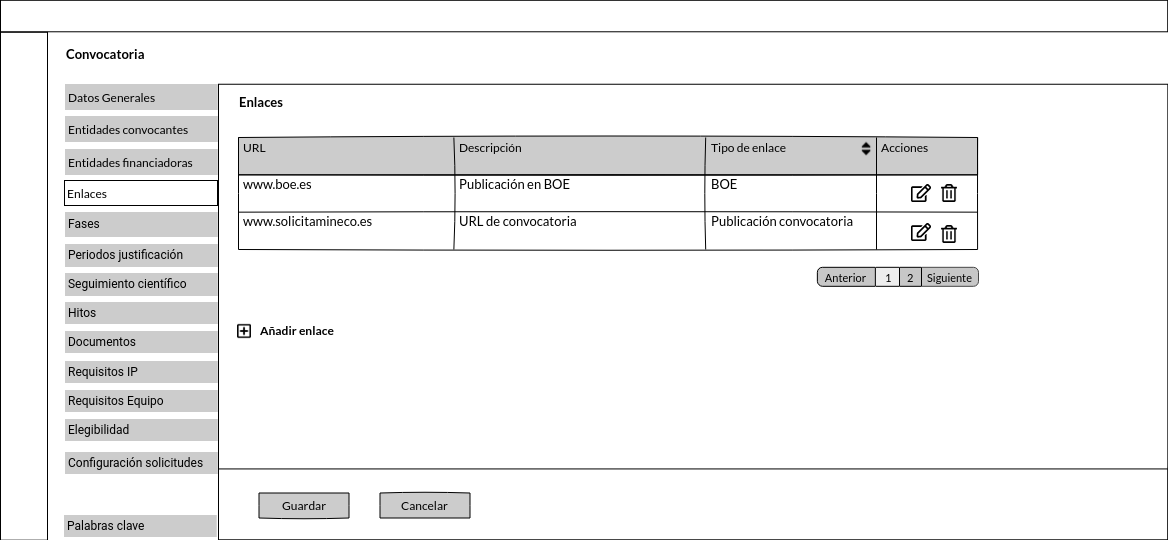 Convocatoria
Datos Generales
Entidades convocantes
Entidades financiadoras
Enlaces
Fases
Periodos justificación
Seguimiento científico
Hitos
Documentos
Requisitos IP
Requisitos Equipo
Elegibilidad
Configuración solicitudes
Palabras clave
Enlaces
URL Descripción Tipo de enlace Acciones
www.boe.es Publicación en BOE BOE
www.solicitamineco.es URL de convocatoria Publicación convocatoria
Anterior 1 2 Siguiente
Añadir enlace
Guardar Cancelar